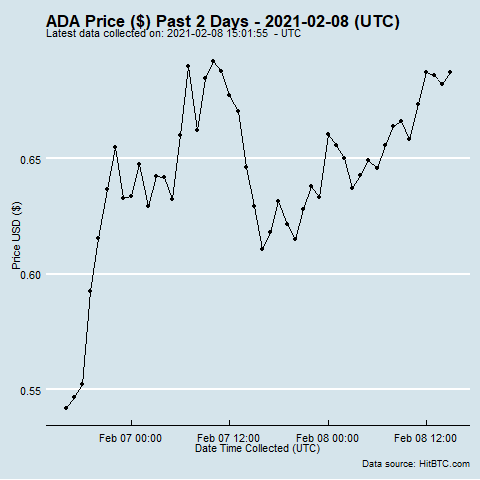 ADA Price ($) Past 2 Days - 2021-02-08 (UTC)
Latest data collected on: 2021-02-08 15:01:55  - UTC
Price USD ($)
0.65
0.60
0.55
Feb 07 00:00
Feb 07 12:00
Feb 08 00:00
Feb 08 12:00
Date Time Collected (UTC)
Data source: HitBTC.com